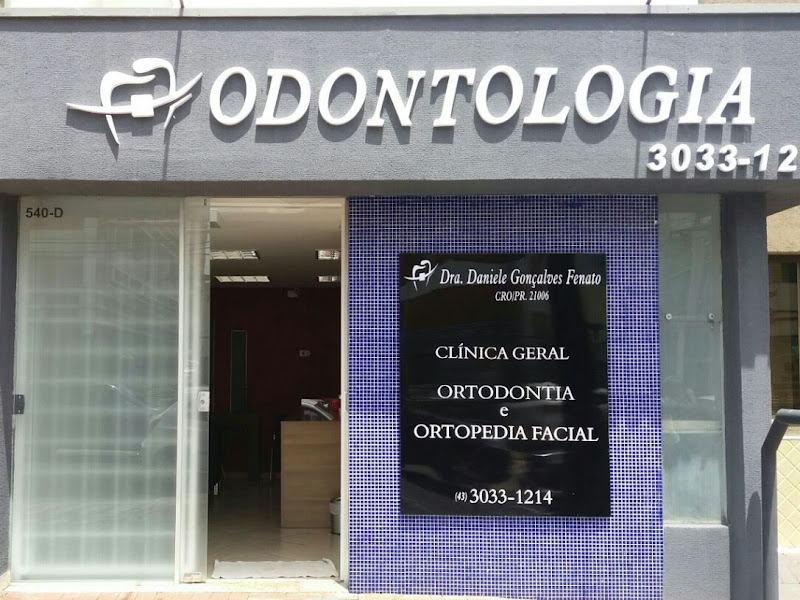 ODONTOLOGIA
3033-12
540-D
Dra. Daniele Gonçalves Fenato
CRO/PR. 21006
CLÍNICA GERAL
ORTODONTIA
e
ORTOPEDIA FACIAL
(43) 3033-1214